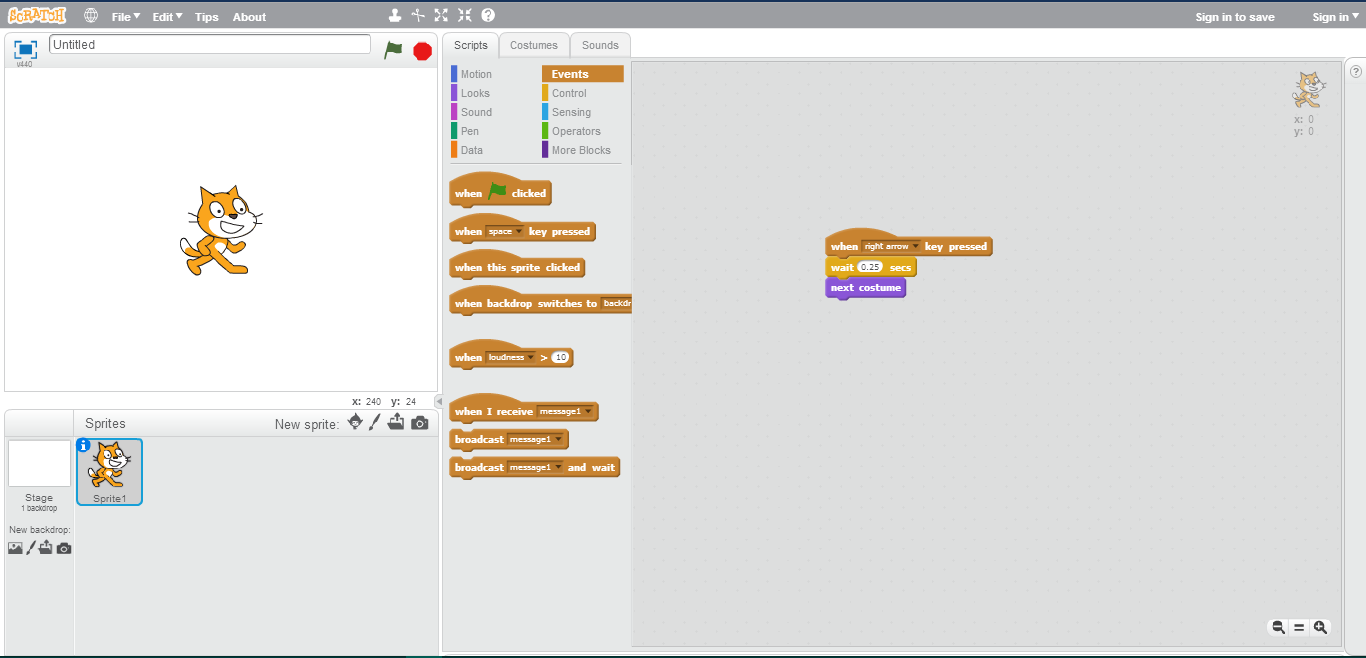 SCRATCH File Edit Tips About Sign in to save Sign in
Untitled
v440
Scripts Costumes Sounds
Motion Events
Looks Control
Sound Sensing
Pen Operators
Data More Blocks
when clicked
when space key pressed
when this sprite clicked
when backdrop switches to backdr
when loudness > 10
when I receive message1
broadcast message1
broadcast message1 and wait
when right arrow key pressed
wait 0.25 secs
next costume
x: 0
y: 0
x: 240 y: 24
Sprites New sprite:
Stage
1 backdrop
New backdrop:
Sprite1